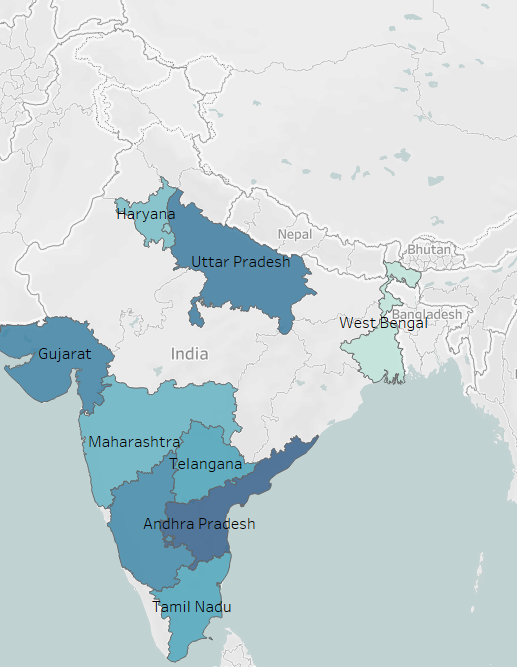 Haryana
Nepal
Bhutan
Uttar Pradesh
Bangladesh
West Bengal
India
Gujarat
Maharashtra
Telangana
Andhra Pradesh
Tamil Nadu